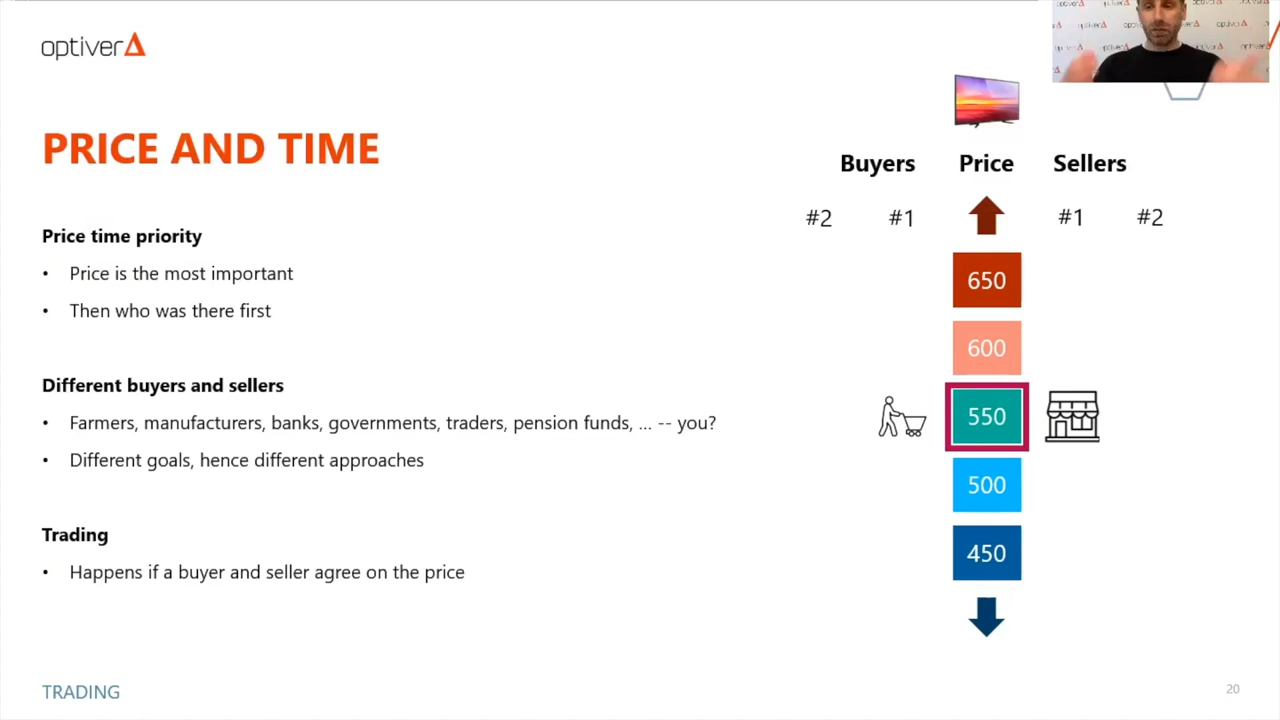 optiver
PRICE AND TIME
Price time priority
• Price is the most important
• Then who was there first
Different buyers and sellers
• Farmers, manufacturers, banks, governments, traders, pension funds, ... -- you?
• Different goals, hence different approaches
Trading
• Happens if a buyer and seller agree on the price
Buyers Price Sellers
#2 #1 #1 #2
650
600
550
500
450
TRADING
20